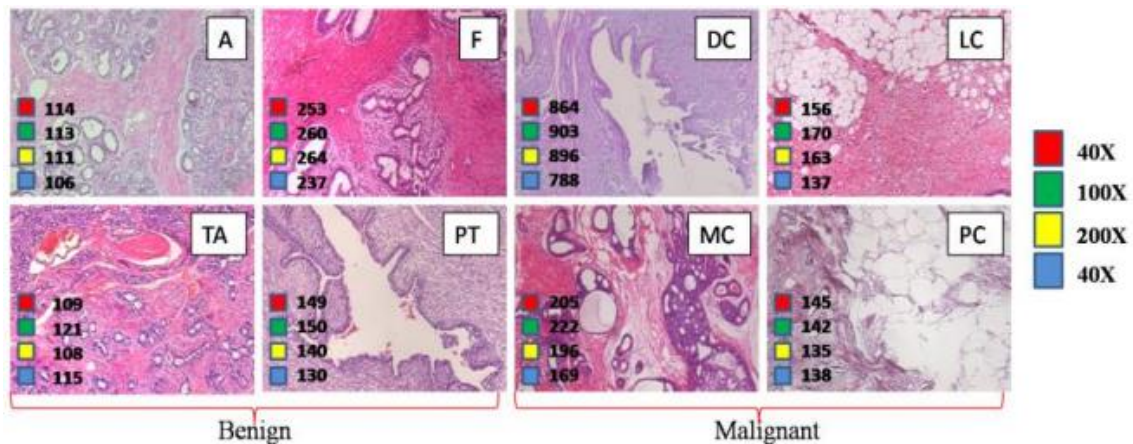 A
114
113
111
106
F
253
260
264
237
DC
864
903
896
788
LC
156
170
163
137
TA
109
121
108
115
PT
149
150
140
130
MC
205
222
196
169
PC
145
142
135
138
40X
100X
200X
40X
Benign
Malignant